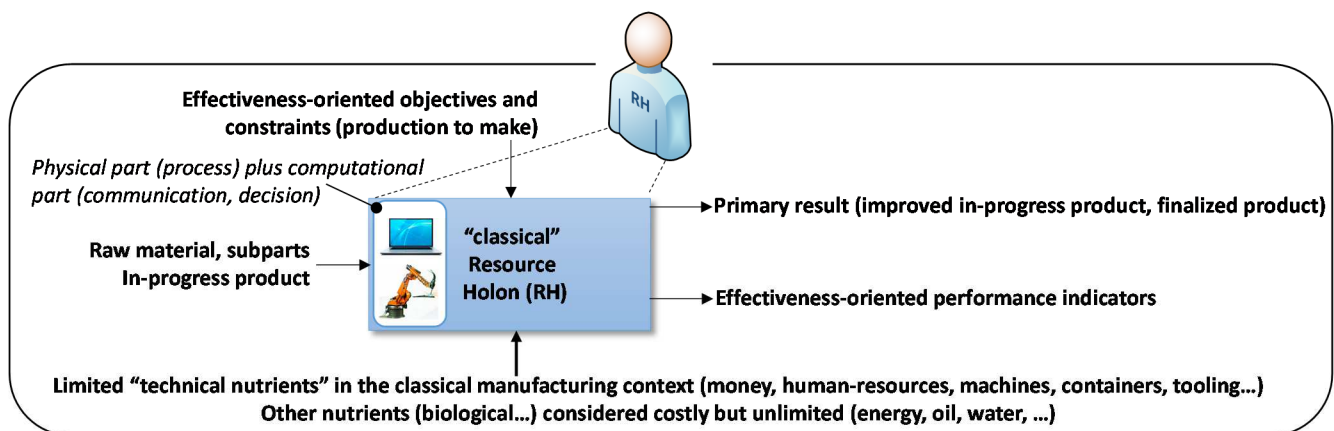 RH
Effectiveness-oriented objectives and
constraints (production to make)
Physical part (process) plus computational
part (communication, decision)
Raw material, subparts
In-progress product
“classical”
Resource
Holon (RH)
Primary result (improved in-progress product, finalized product)
Effectiveness-oriented performance indicators
Limited “technical nutrients” in the classical manufacturing context (money, human-resources, machines, containers, tooling…)
Other nutrients (biological…) considered costly but unlimited (energy, oil, water, …)